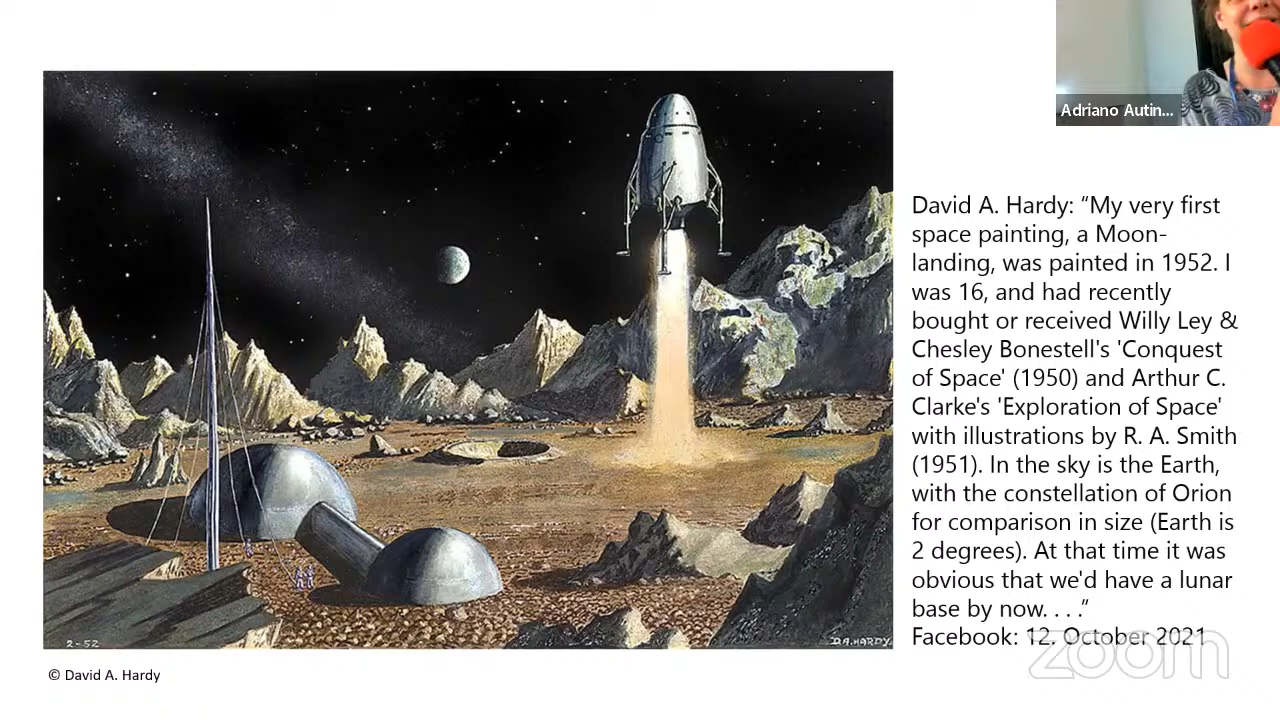 Adriano Autin...
David A. Hardy: “My very first
space painting, a Moon-
landing, was painted in 1952. I
was 16, and had recently
bought or received Willy Ley &
Chesley Bonestell's 'Conquest
of Space' (1950) and Arthur C.
Clarke's 'Exploration of Space'
with illustrations by R. A. Smith
(1951). In the sky is the Earth,
with the constellation of Orion
for comparison in size (Earth is
2 degrees). At that time it was
obvious that we'd have a lunar
base by now. . . .”
Facebook: 12. October 2021
zoom
2-52
D.A.HARDY.
© David A. Hardy